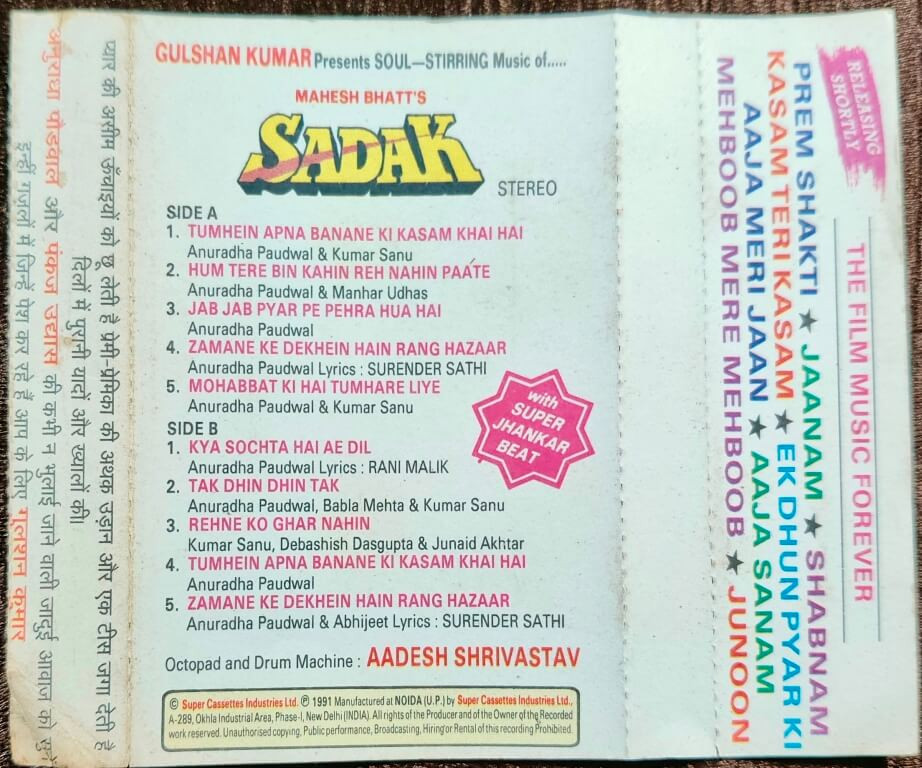 GULSHAN KUMAR Presents SOUL—STIRRING Music of.....
MAHESH BHATT'S
SADAK
STEREO
SIDE A
1. TUMHEIN APNA BANANE KI KASAM KHAI HAI
Anuradha Paudwal & Kumar Sanu
2. HUM TERE BIN KAHIN REH NAHIN PAATE
Anuradha Paudwal & Manhar Udhas
3. JAB JAB PYAR PE PEHRA HUA HAI
Anuradha Paudwal
4. ZAMANE KE DEKHEIN HAIN RANG HAZAAR
Anuradha Paudwal Lyrics : SURENDER SATHI
5. MOHABBAT KI HAI TUMHARE LIYE
Anuradha Paudwal & Kumar Sanu
SIDE B
1. KYA SOCHTA HAI AE DIL
Anuradha Paudwal Lyrics : RANI MALIK
2. TAK DHIN DHIN TAK
Anuradha Paudwal, Babla Mehta & Kumar Sanu
3. REHNE KO GHAR NAHIN
Kumar Sanu, Debashish Dasgupta & Junaid Akhtar
4. TUMHEIN APNA BANANE KI KASAM KHAI HAI
Anuradha Paudwal
5. ZAMANE KE DEKHEIN HAIN RANG HAZAAR
Anuradha Paudwal & Abhijeet Lyrics : SURENDER SATHI
with
SUPER
JHANKAR
BEAT
Octopad and Drum Machine : AADESH SHRIVASTAV
© Super Cassettes Industries Ltd. ℗ 1991 Manufactured at NOIDA (U.P.) by Super Cassettes Industries Ltd.,
A-289, Okhla Industrial Area, Phase-I, New Delhi (INDIA). All rights of the Producer and of the Owner of the Recorded
work reserved. Unauthorised copying, Public performance, Broadcasting, Hiring or Rental of this recording Prohibited.
प्यार की असीम ऊँचाइयों को छू लेती है प्रेमी-प्रेमिका की अथक उड़ान और एक टीस जगा देती है
दिलों में पुरानी यादों और ख्यालों की।
अनुराधा पौडवाल और पंकज उधास की कभी न भुलाई जाने वाली जादुई आवाज़ को सुने
इन्हीं गज़लों में जिन्हें पेश कर रहे हैं आप के लिए गुलशन कुमार
RELEASING
SHORTLY
THE FILM MUSIC FOREVER
PREM SHAKTI ★ JAANAM ★ SHABNAM
KASAM TERI KASAM ★ EK DHUN PYAR KI
AAJA MERI JAAN ★ AAJA SANAM
MEHBOOB MERE MEHBOOB ★ JUNOON